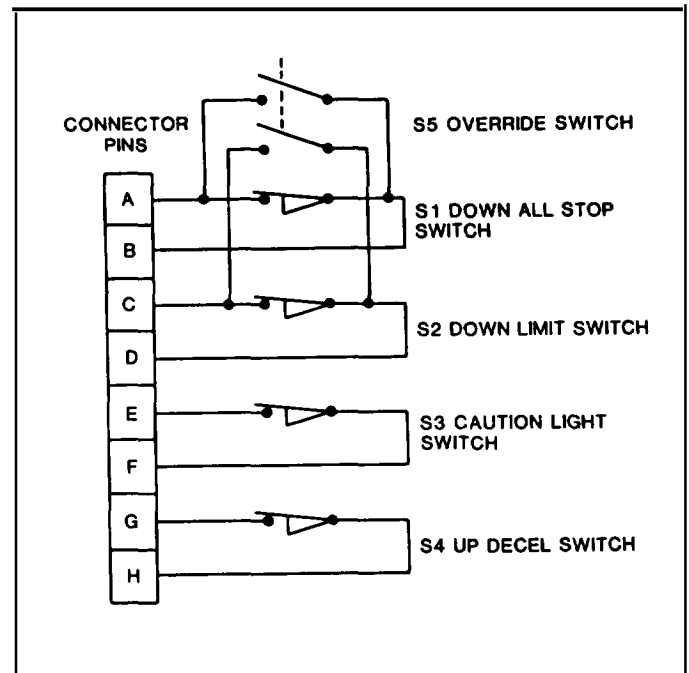 CONNECTOR
PINS
S5 OVERRIDE SWITCH
A
S1 DOWN ALL STOP
SWITCH
B
C
S2 DOWN LIMIT SWITCH
D
E
S3 CAUTION LIGHT
SWITCH
F
G
S4 UP DECEL SWITCH
H